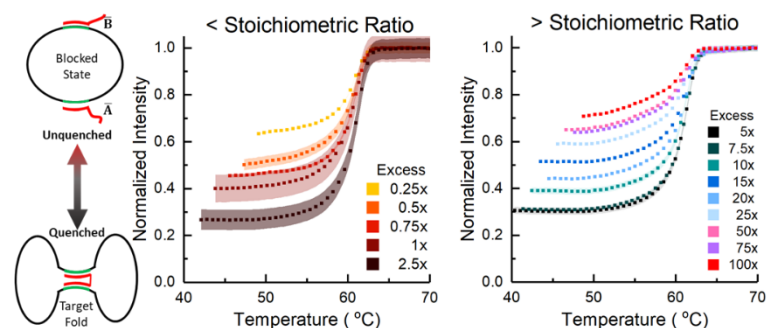 B̅
Blocked
State
A̅
Unquenched
Quenched
Target
Fold
< Stoichiometric Ratio
Normalized Intensity
1.0
0.8
0.6
0.4
0.2
0.0
40
50
60
70
Temperature ( ºC)
Excess
0.25x
0.5x
0.75x
1x
2.5x
> Stoichiometric Ratio
Normalized Intensity
1.0
0.8
0.6
0.4
0.2
0.0
40
50
60
70
Temperature ( ºC)
Excess
5x
7.5x
10x
15x
20x
25x
50x
75x
100x